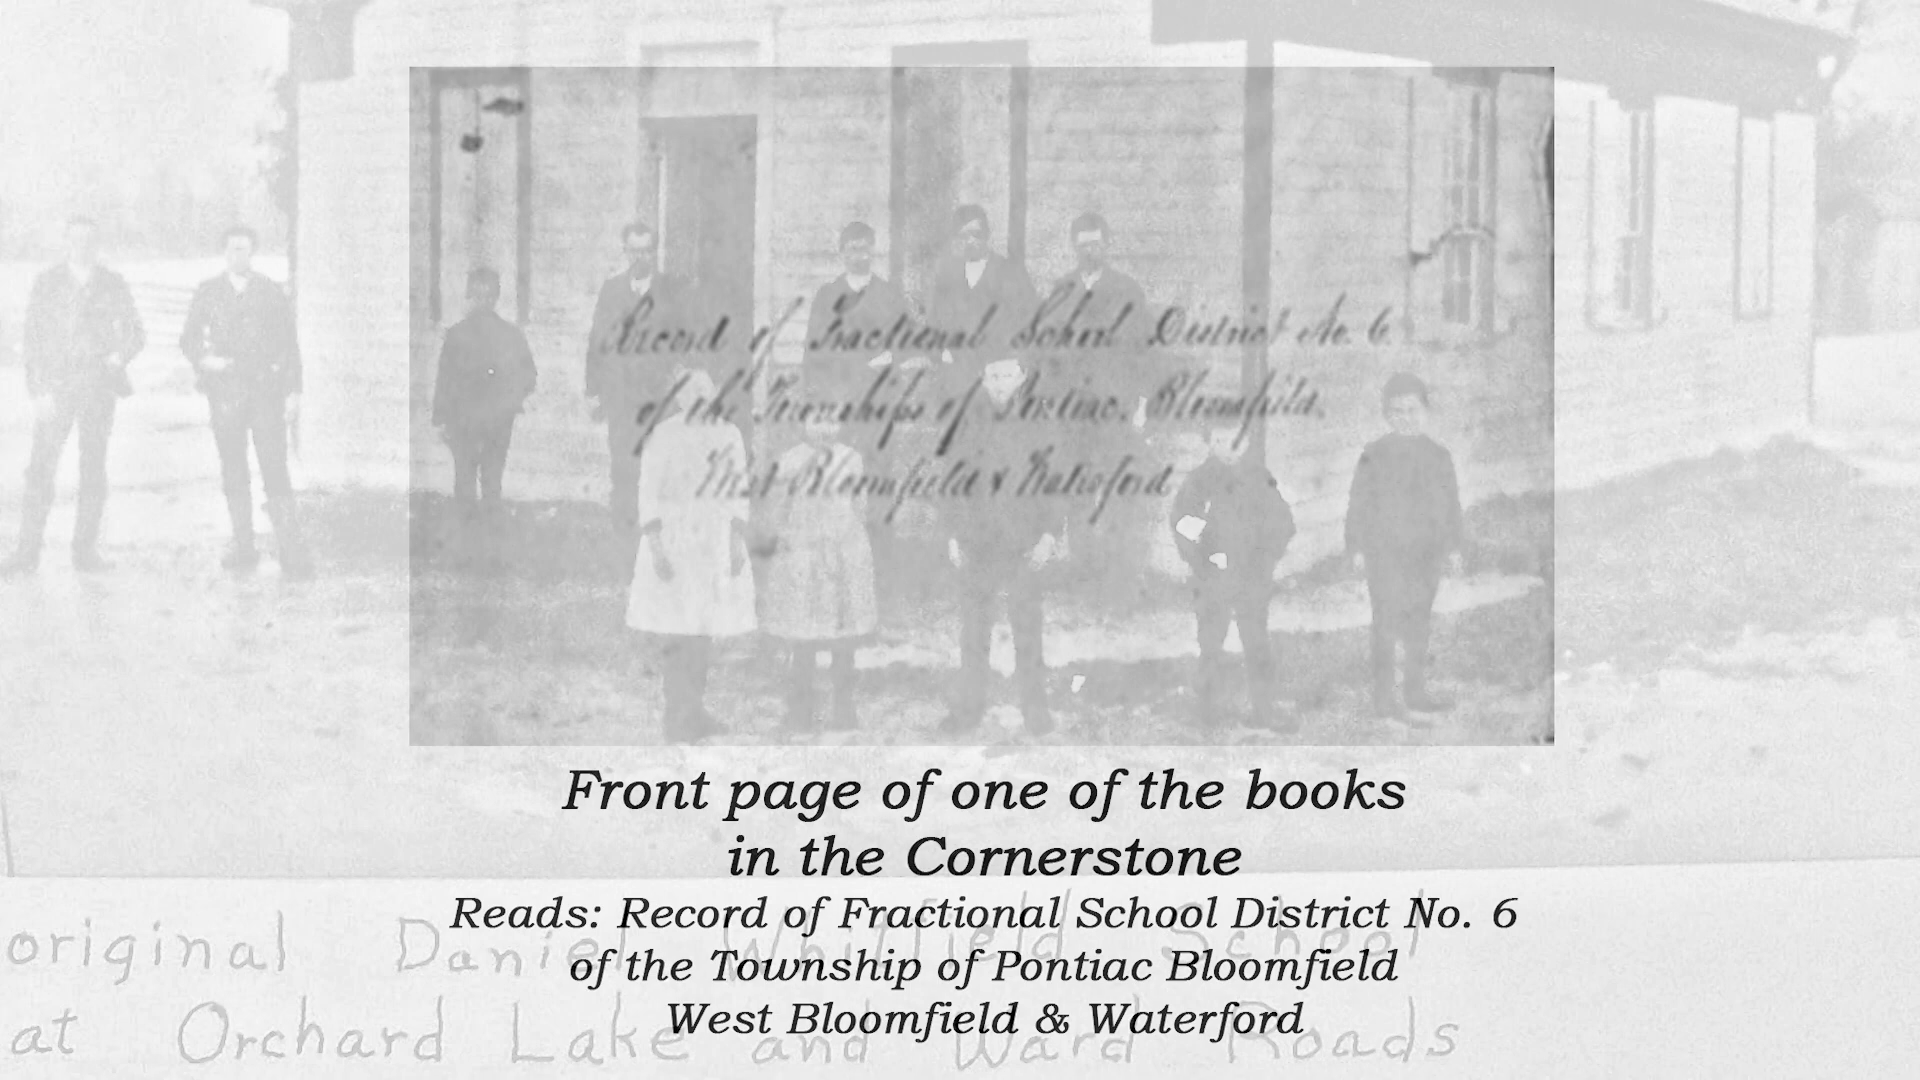 Record of Fractional School District No. 6.
of the Townships of Pontiac, Bloomfield,
West Bloomfield & Waterford
Front page of one of the books
in the Cornerstone
Reads: Record of Fractional School District No. 6
of the Township of Pontiac Bloomfield
West Bloomfield & Waterford
original Daniel Whitfield School
at Orchard Lake and Ward Roads